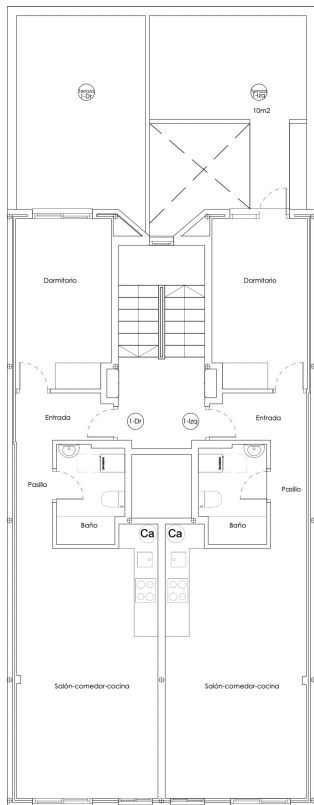 Terraza
1-Dr
Terraza
1-Izq
10m2
Dormitorio
Dormitorio
Entrada
1-Dr
1-Izq
Entrada
Pasillo
Pasillo
Baño
Baño
Ca
Ca
Salón-comedor-cocina
Salón-comedor-cocina